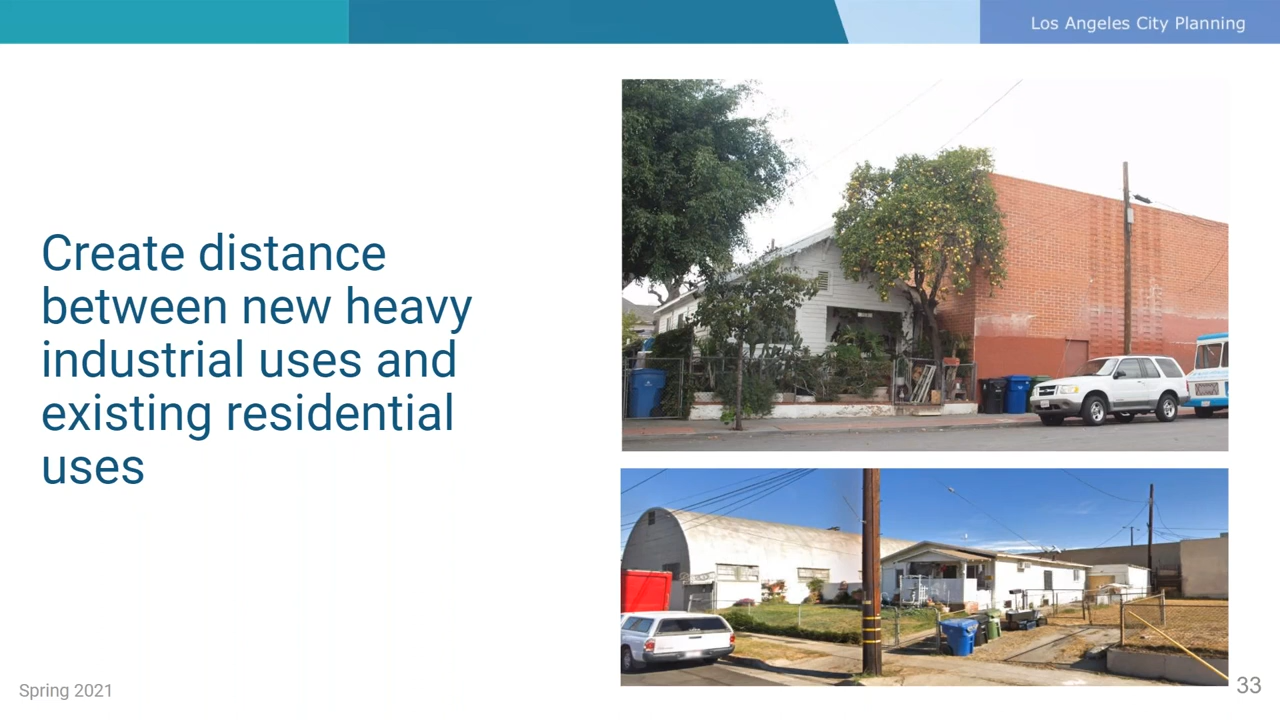 Los Angeles City Planning
Create distance
between new heavy
industrial uses and
existing residential
uses
Spring 2021
33